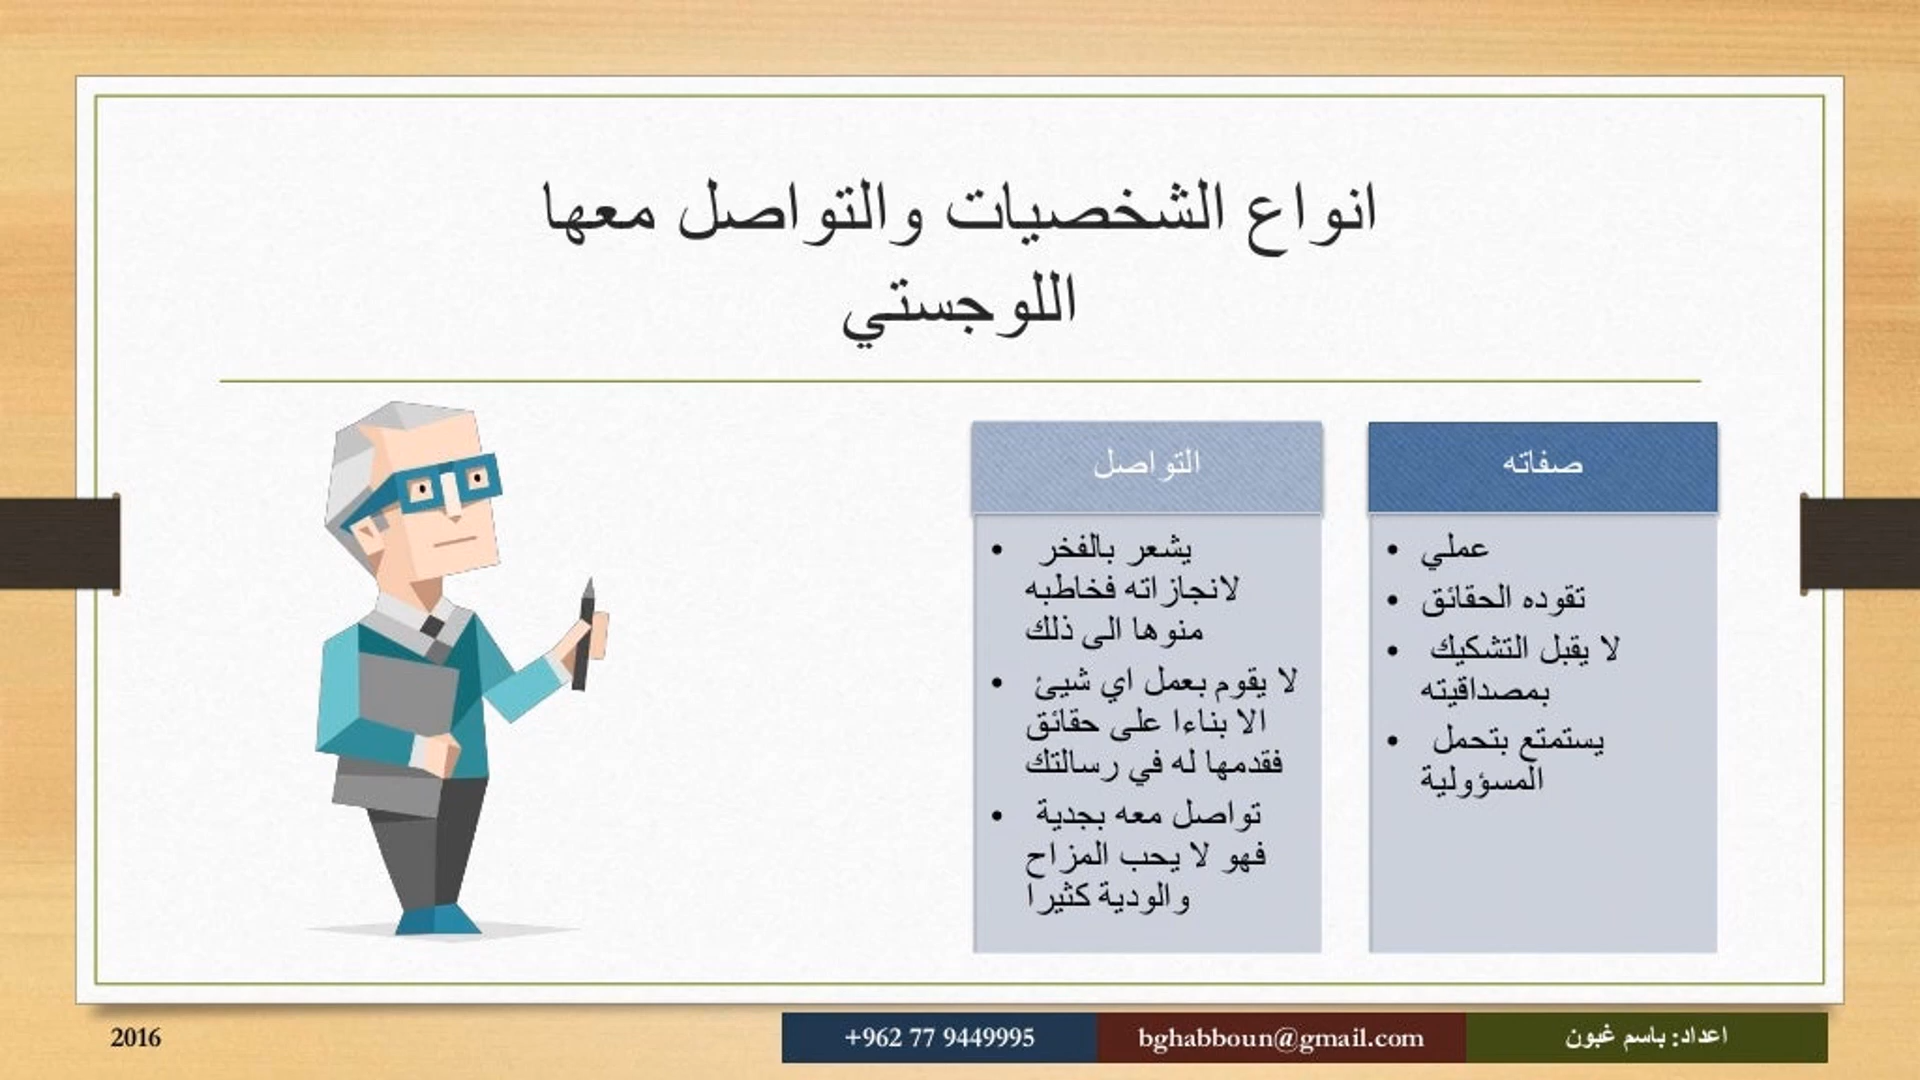 انواع الشخصيات والتواصل معها
اللوجستي
صفاته
• عملي
• تقوده الحقائق
• لا يقبل التشكيك
بمصداقيته
• يستمتع بتحمل
المسؤولية
التواصل
• يشعر بالفخر
لانجازاته فخاطبه
منوها الى ذلك
• لا يقوم بعمل اي شيئ
الا بناءا على حقائق
فقدمها له في رسالتك
• تواصل معه بجدية
فهو لا يحب المزاح
والودية كثيرا
اعداد: باسم غبون
bghabboun@gmail.com
+962 77 9449995
2016